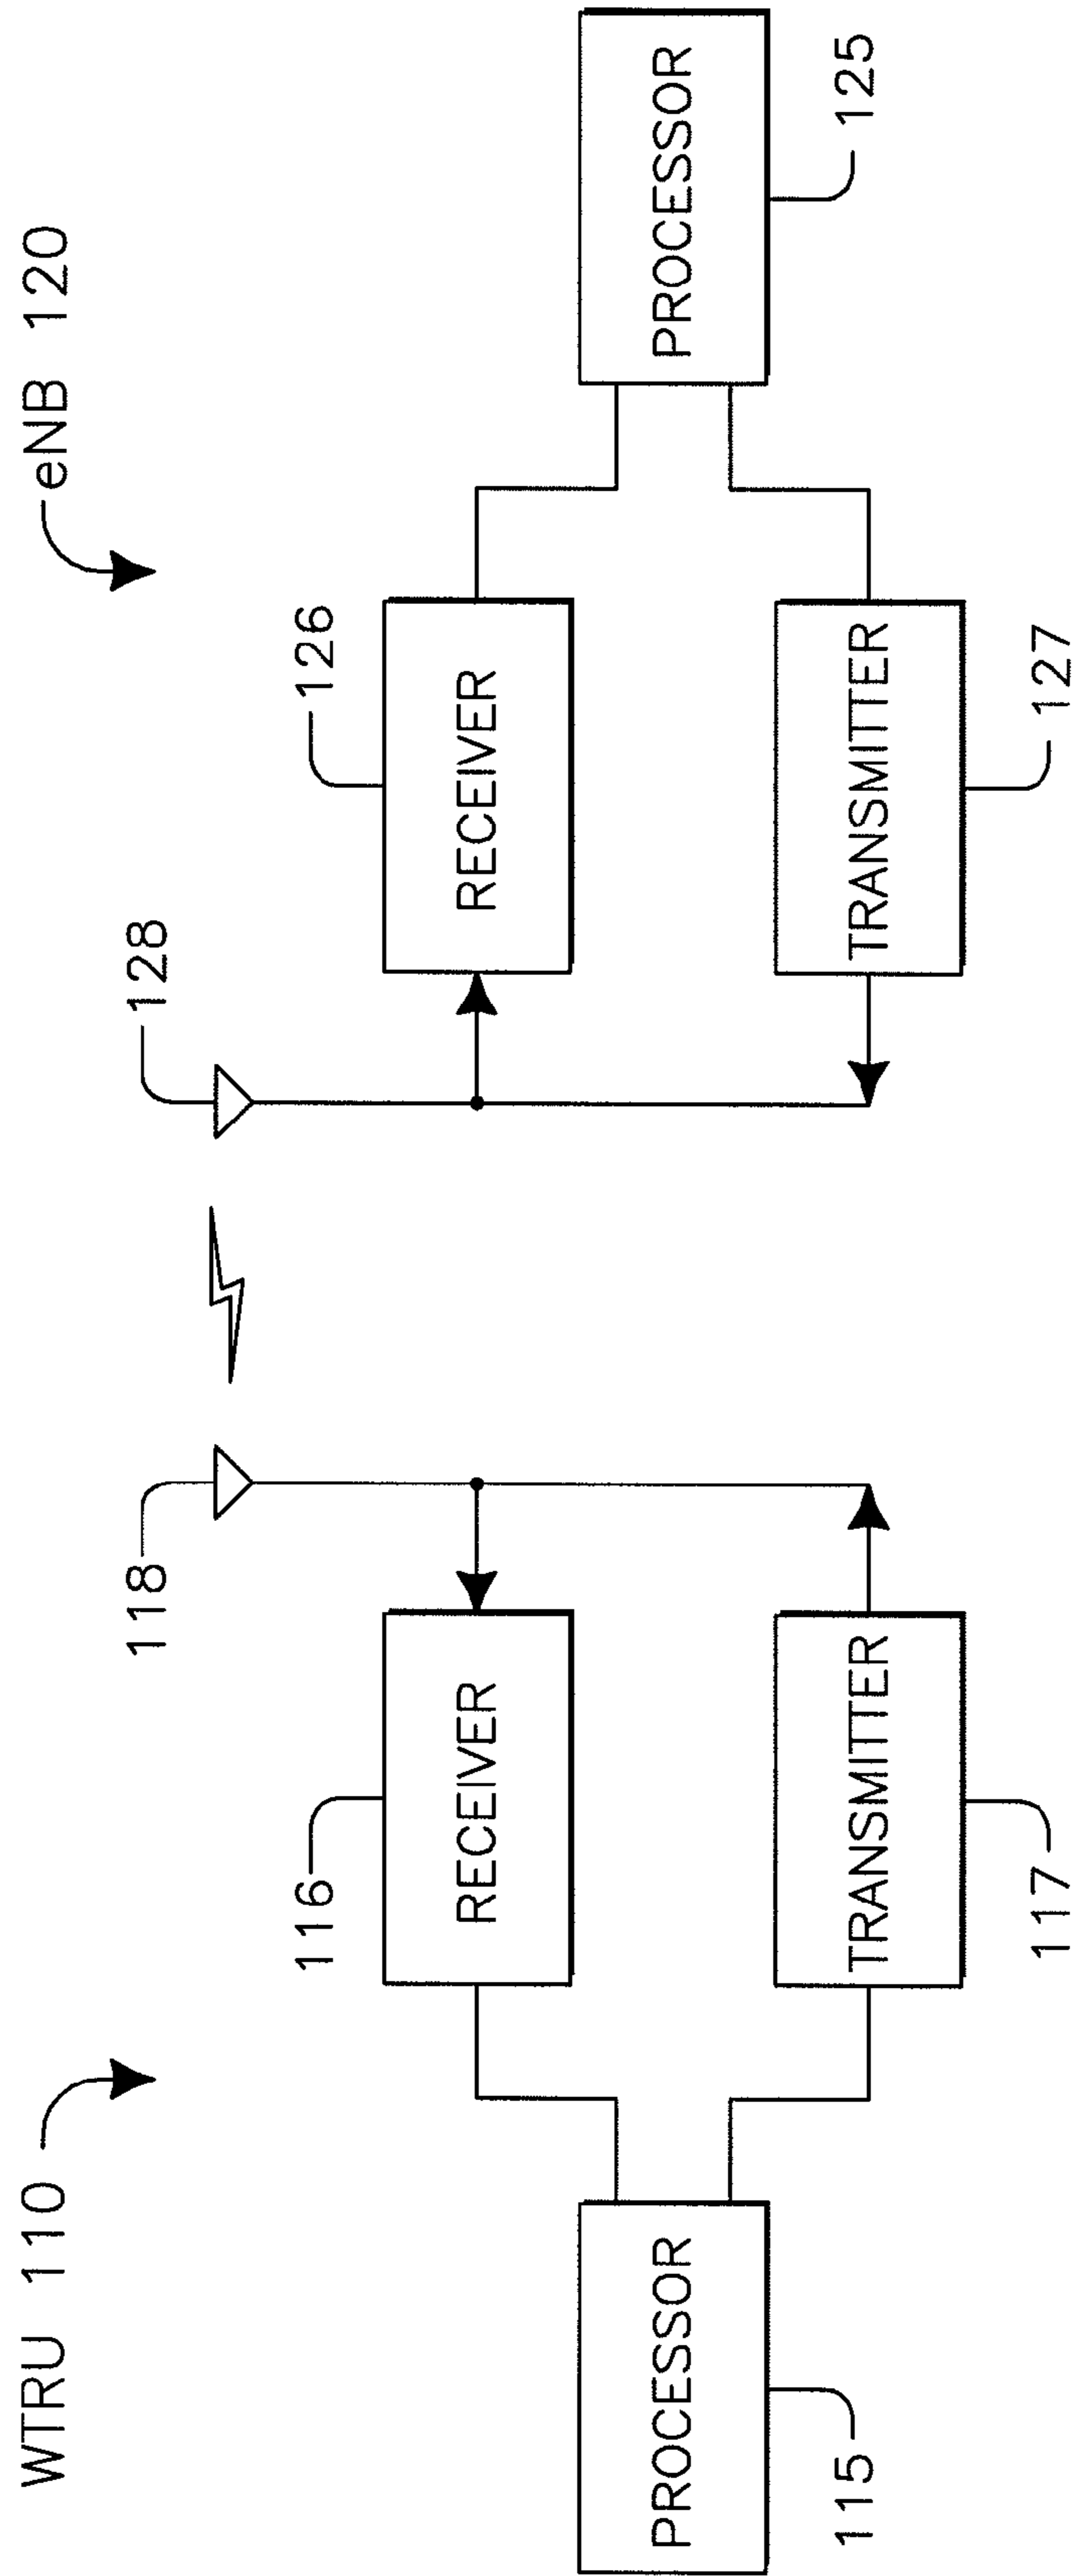 WTRU 110
eNB 120
118
128
116
126
RECEIVER
RECEIVER
PROCESSOR
PROCESSOR
115
125
TRANSMITTER
TRANSMITTER
117
127